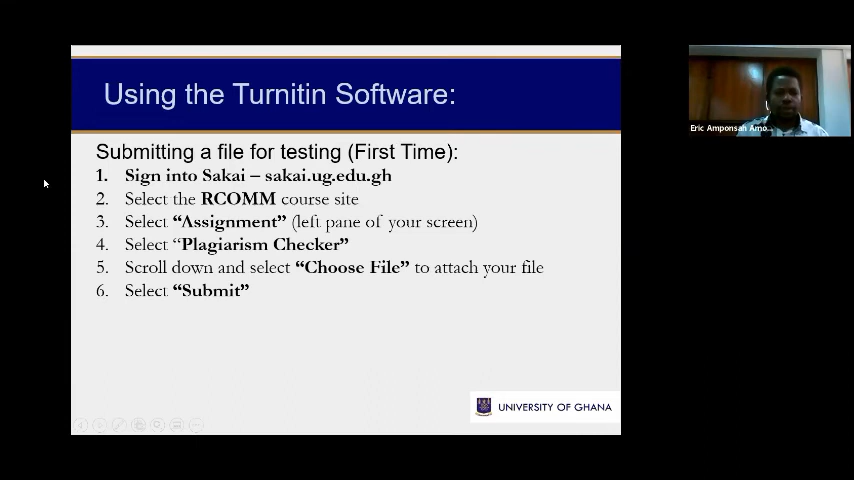 Using the Turnitin Software:
Submitting a file for testing (First Time):
1. Sign into Sakai – sakai.ug.edu.gh
2. Select the RCOMM course site
3. Select “Assignment” (left pane of your screen)
4. Select “Plagiarism Checker”
5. Scroll down and select “Choose File” to attach your file
6. Select “Submit”
UNIVERSITY OF GHANA
Eric Amponsah Amo...